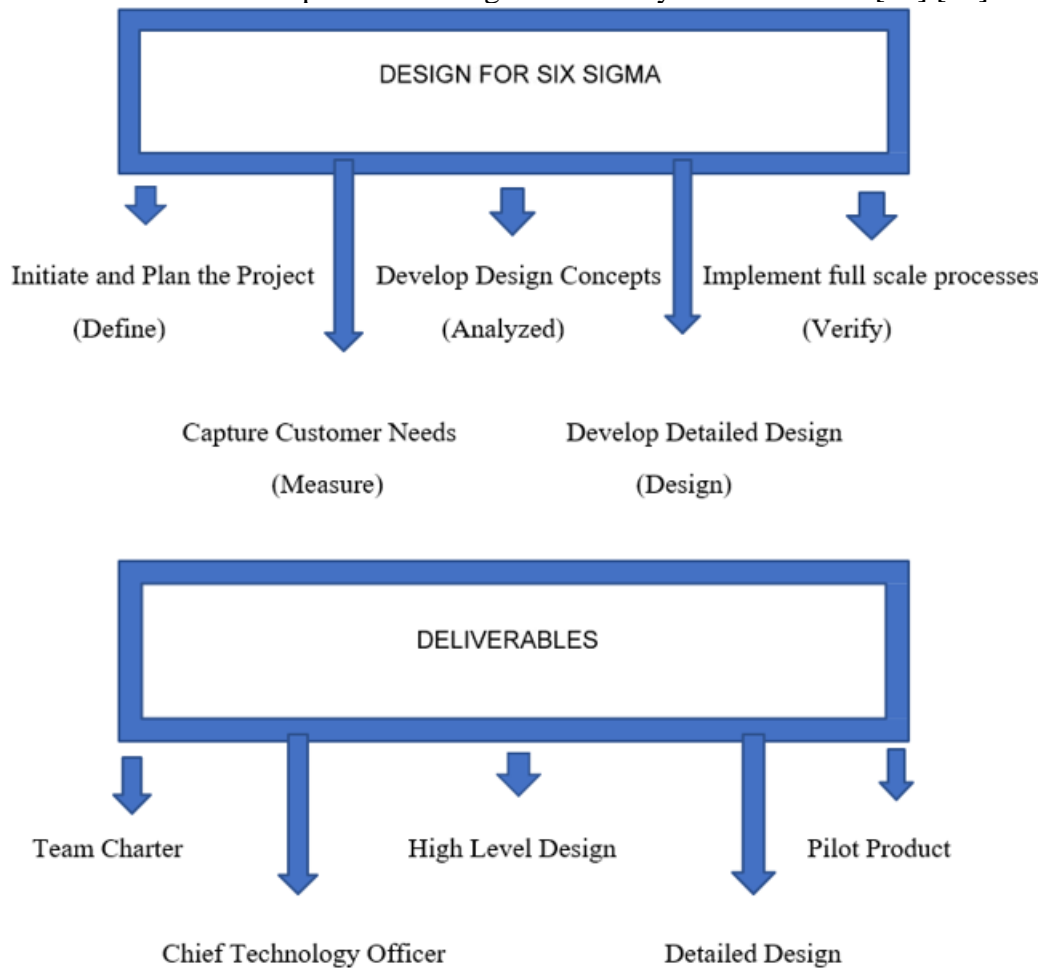 DESIGN FOR SIX SIGMA
Initiate and Plan the Project
Develop Design Concepts
Implement full scale processes
(Define)
(Analyzed)
(Verify)
Capture Customer Needs
Develop Detailed Design
(Measure)
(Design)
DELIVERABLES
Team Charter
High Level Design
Pilot Product
Chief Technology Officer
Detailed Design